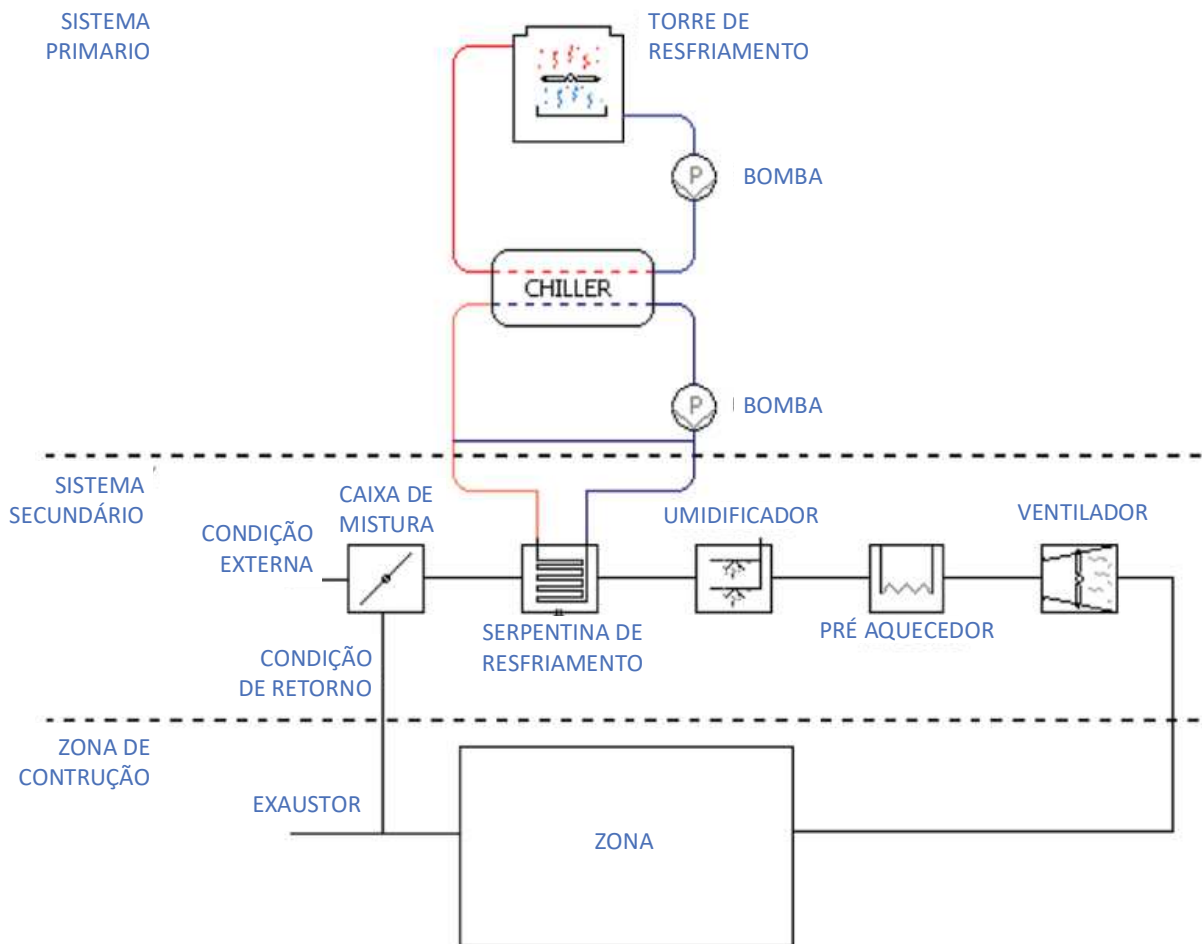 SISTEMA
PRIMARIO
TORRE DE
RESFRIAMENTO
P
BOMBA
CHILLER
P
BOMBA
SISTEMA
SECUNDÁRIO
CONDIÇÃO
EXTERNA
CAIXA DE
MISTURA
UMIDIFICADOR
VENTILADOR
SERPENTINA DE
RESFRIAMENTO
PRÉ AQUECEDOR
CONDIÇÃO
DE RETORNO
ZONA DE
CONTRUÇÃO
EXAUSTOR
ZONA